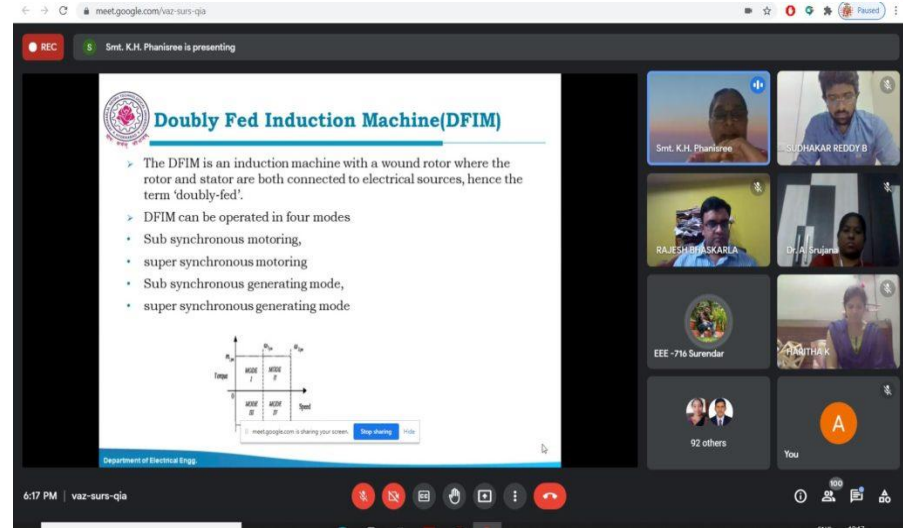 meet.google.com/vaz-surs-qia
Paused
REC
S
Smt. K.H. Phanisree is presenting
Doubly Fed Induction Machine(DFIM)
➢ The DFIM is an induction machine with a wound rotor where the
rotor and stator are both connected to electrical sources, hence the
term ‘doubly-fed’.
➢ DFIM can be operated in four modes
• Sub synchronous motoring,
• super synchronous motoring
• Sub synchronous generating mode,
• super synchronous generating mode
Torque
MODE I
MODE II
0
MODE III
MODE IV
Speed
meet.google.com is sharing your screen.
Stop sharing
Hide
Department of Electrical Engg.
Smt. K.H. Phanisree
SUDHAKAR REDDY B
RAJESH BHASKARLA
Dr. A. Srujana
EEE -716 Surendar
HARITHA K
92 others
A
You
6:17 PM | vaz-surs-qia
100